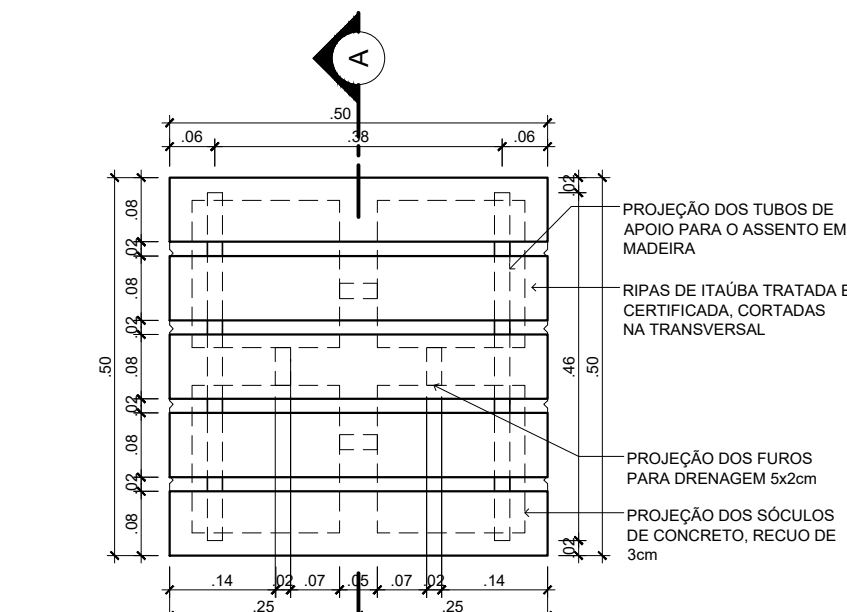 A
.50
.06 .38 .06
.02
.08
.02
.08
.02
.08
.02
.08
.02
.08
.50
.46
.50
.02
PROJEÇÃO DOS TUBOS DE
APOIO PARA O ASSENTO EM
MADEIRA
RIPAS DE ITAÚBA TRATADA E
CERTIFICADA, CORTADAS
NA TRANSVERSAL
PROJEÇÃO DOS FUROS
PARA DRENAGEM 5x2cm
PROJEÇÃO DOS SÓCULOS
DE CONCRETO, RECUO DE
3cm
.14 .02 .07 .05 .07 .02 .14
.25 .25